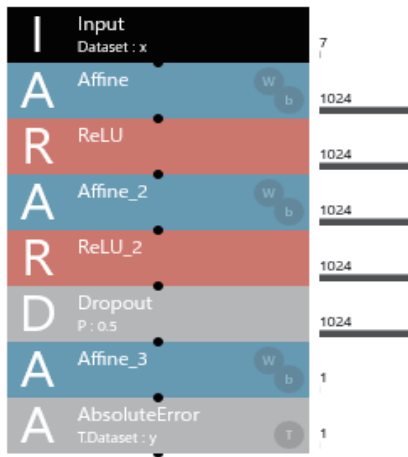 I Input 7
Dataset : x
A Affine W b 1024
R ReLU 1024
A Affine_2 W b 1024
R ReLU_2 1024
D Dropout 1024
P : 0.5
A Affine_3 W b 1
A AbsoluteError T 1
T.Dataset : y